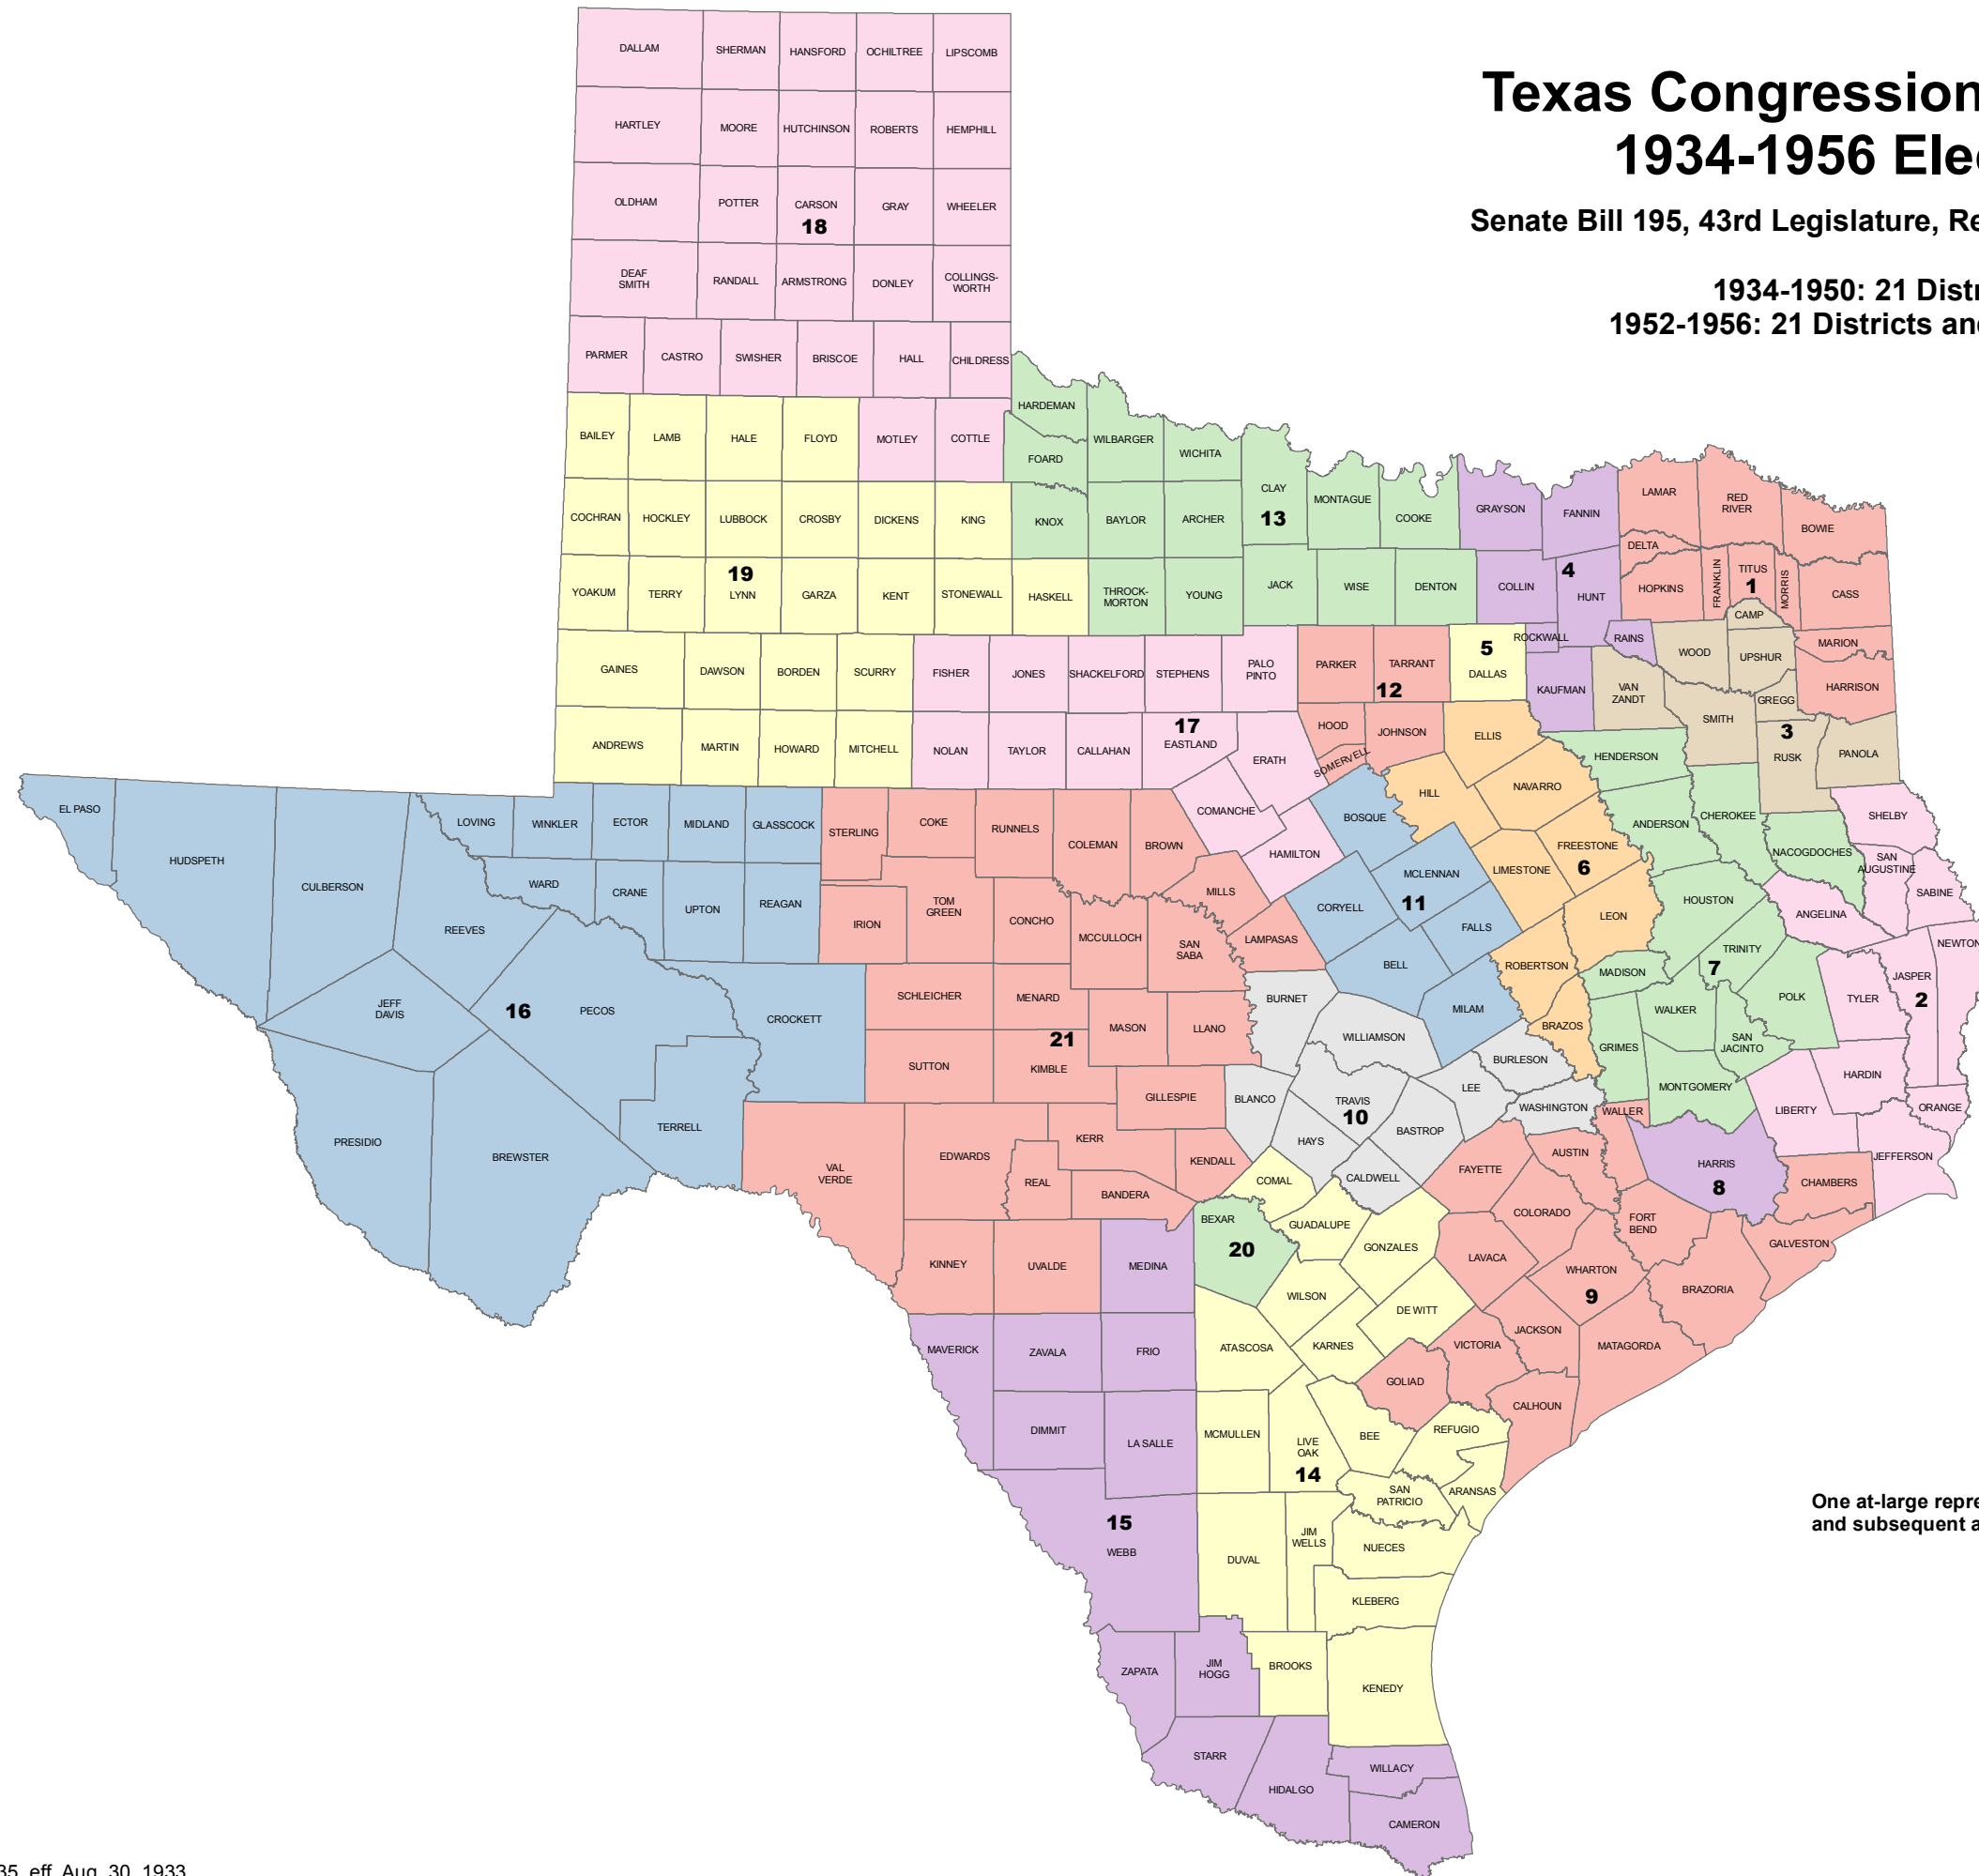 Texas Congression
1934-1956 Elec
Senate Bill 195, 43rd Legislature, Re
1934-1950: 21 Distri
1952-1956: 21 Districts and
DALLAM SHERMAN HANSFORD OCHILTREE LIPSCOMB
HARTLEY MOORE HUTCHINSON ROBERTS HEMPHILL
OLDHAM POTTER CARSON GRAY WHEELER
18
DEAF
SMITH
RANDALL ARMSTRONG DONLEY
COLLINGS-
WORTH
PARMER CASTRO SWISHER BRISCOE HALL CHILDRESS
BAILEY LAMB HALE FLOYD MOTLEY COTTLE
HARDEMAN
FOARD
WILBARGER
WICHITA
CLAY
13
MONTAGUE
COOKE
GRAYSON
FANNIN
LAMAR
RED
RIVER
BOWIE
COCHRAN HOCKLEY LUBBOCK CROSBY DICKENS KING KNOX BAYLOR ARCHER
DELTA
HOPKINS
FRANKLIN
TITUS
1
MORRIS
CASS
YOAKUM TERRY
19
LYNN
GARZA KENT STONEWALL HASKELL
THROCK-
MORTON
YOUNG
JACK WISE DENTON COLLIN
4
HUNT
CAMP
ROCKWALL
RAINS
WOOD
UPSHUR
MARION
HARRISON
GAINES DAWSON BORDEN SCURRY FISHER JONES SHACKELFORD STEPHENS
PALO
PINTO
PARKER TARRANT
12
5
DALLAS
KAUFMAN
VAN
ZANDT
SMITH
GREGG
3
RUSK
PANOLA
ANDREWS MARTIN HOWARD MITCHELL NOLAN TAYLOR CALLAHAN
17
EASTLAND
ERATH
HOOD
JOHNSON
SOMERVELL
ELLIS
HENDERSON
NAVARRO
HILL
EL PASO
HUDSPETH
CULBERSON
LOVING WINKLER ECTOR MIDLAND GLASSCOCK
STERLING
COKE
RUNNELS
COLEMAN
BROWN
COMANCHE
HAMILTON
BOSQUE
ANDERSON
CHEROKEE
SHELBY
NACOGDOCHES
SAN
AUGUSTINE
SABINE
FREESTONE
6
LIMESTONE
MCLENNAN
11
REEVES
WARD
CRANE
UPTON
REAGAN
IRION
TOM
GREEN
CONCHO
MILLS
MCCULLOCH
SAN
SABA
LAMPASAS
CORYELL
FALLS
BELL
LEON
HOUSTON
ANGELINA
TRINITY
7
NEWTON
JASPER
2
JEFF
DAVIS
16
PECOS
CROCKETT
SCHLEICHER
MENARD
21
SUTTON
KIMBLE
MASON
LLANO
BURNET
WILLIAMSON
MILAM
ROBERTSON
BRAZOS
MADISON
WALKER
POLK
TYLER
GRIMES
SAN
JACINTO
MONTGOMERY
HARDIN
LIBERTY
ORANGE
JEFFERSON
PRESIDIO
BREWSTER
TERRELL
VAL
VERDE
EDWARDS
REAL
KERR
GILLESPIE
KENDALL
BANDERA
BLANCO
TRAVIS
10
HAYS
BASTROP
CALDWELL
LEE
BURLESON
WASHINGTON
WALLER
AUSTIN
FAYETTE
HARRIS
8
CHAMBERS
GALVESTON
FORT
BEND
COLORADO
COMAL
GUADALUPE
GONZALES
LAVACA
WHARTON
9
BRAZORIA
KINNEY UVALDE MEDINA
BEXAR
20
WILSON
DE WITT
JACKSON
MATAGORDA
VICTORIA
MAVERICK ZAVALA FRIO
ATASCOSA
KARNES
GOLIAD
CALHOUN
DIMMIT
LA SALLE
MCMULLEN
LIVE
OAK
14
BEE
REFUGIO
SAN
PATRICIO
ARANSAS
15
WEBB
DUVAL
JIM
WELLS
NUECES
KLEBERG
ZAPATA
JIM
HOGG
BROOKS
KENEDY
STARR
HIDALGO
WILLACY
CAMERON
One at-large repre
and subsequent a
35, eff. Aug. 30, 1933